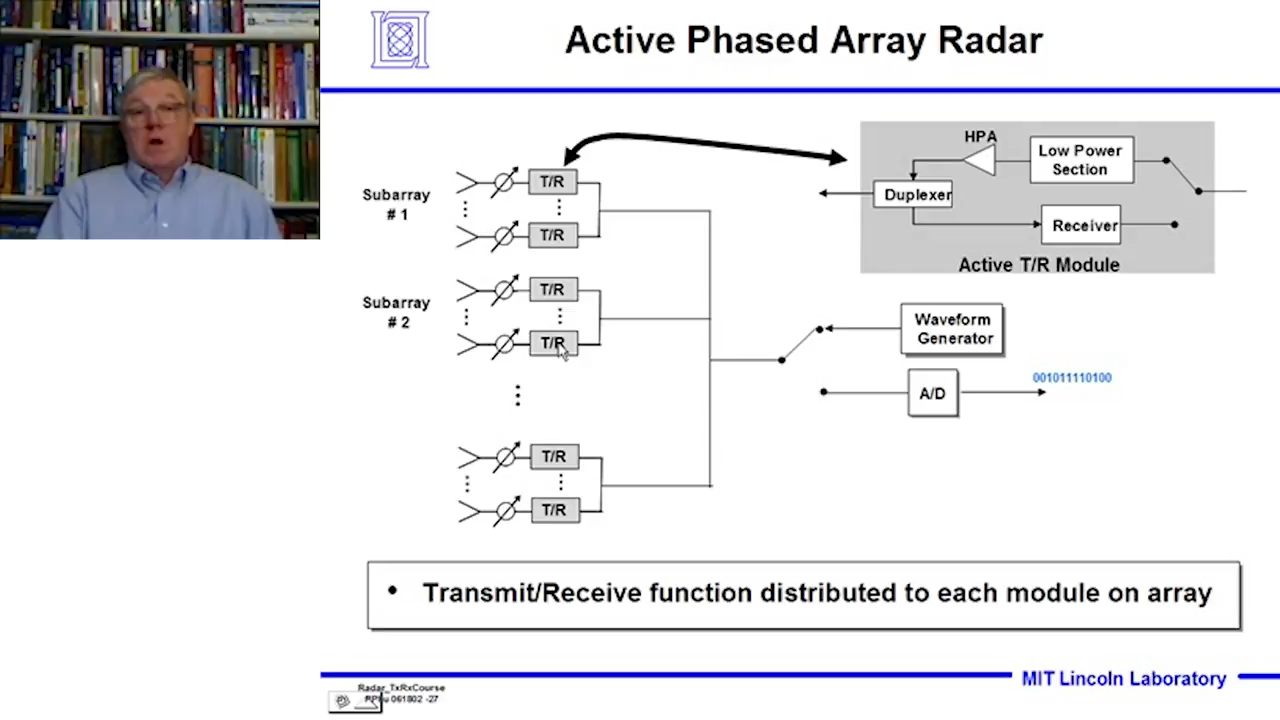 Active Phased Array Radar
HPA
Low Power
Section
Duplexer
Receiver
Active T/R Module
Subarray
# 1
T/R
T/R
Subarray
# 2
T/R
T/R
T/R
T/R
Waveform
Generator
A/D
001011110100
• Transmit/Receive function distributed to each module on array
MIT Lincoln Laboratory
Radar_TxRxCourse
061802 -27